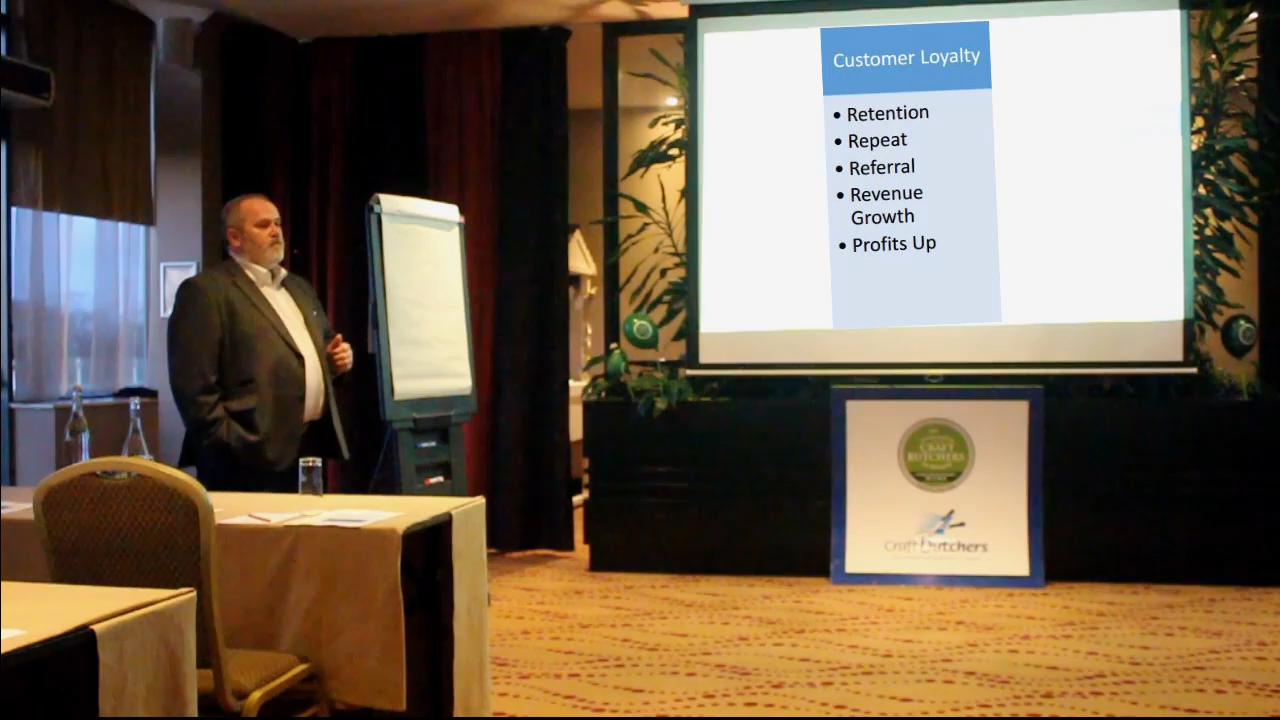 Customer Loyalty
• Retention
• Repeat
• Referral
• Revenue
Growth
• Profits Up
CRAFT
BUTCHERS
Craft Butchers